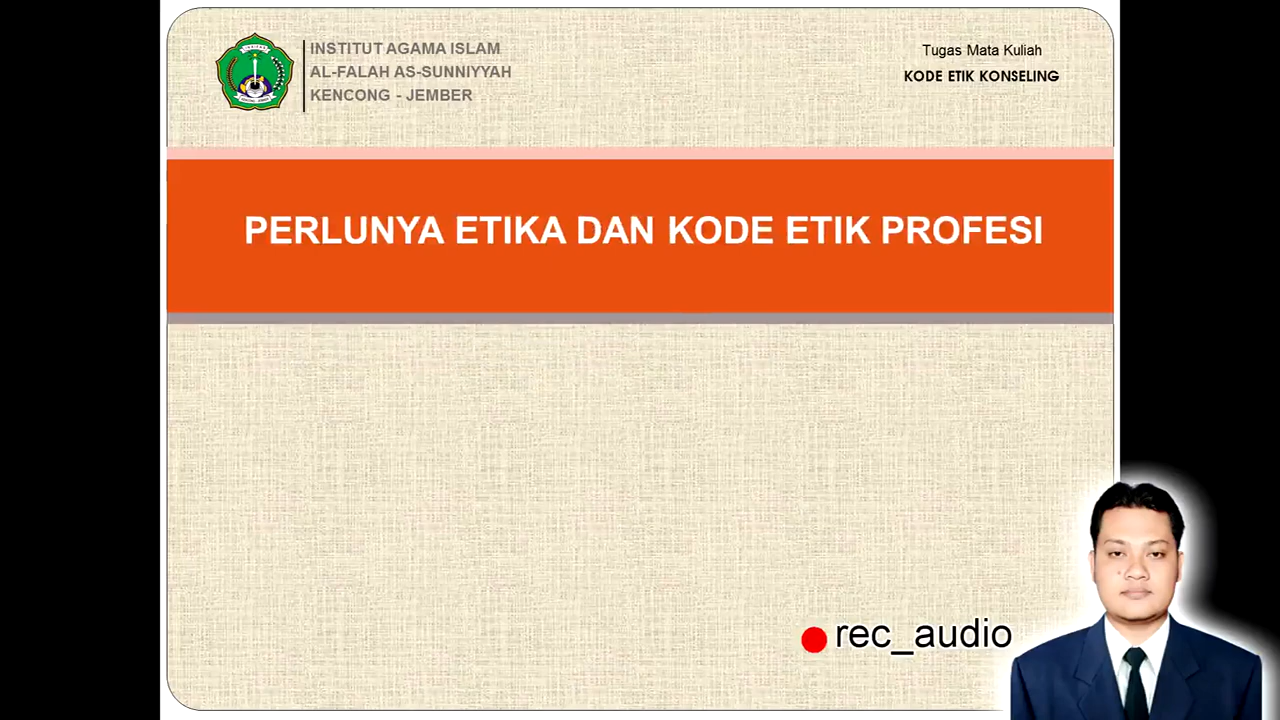 INSTITUT AGAMA ISLAM
AL-FALAH AS-SUNNIYYAH
KENCONG - JEMBER
Tugas Mata Kuliah
KODE ETIK KONSELING
PERLUNYA ETIKA DAN KODE ETIK PROFESI
rec_audio